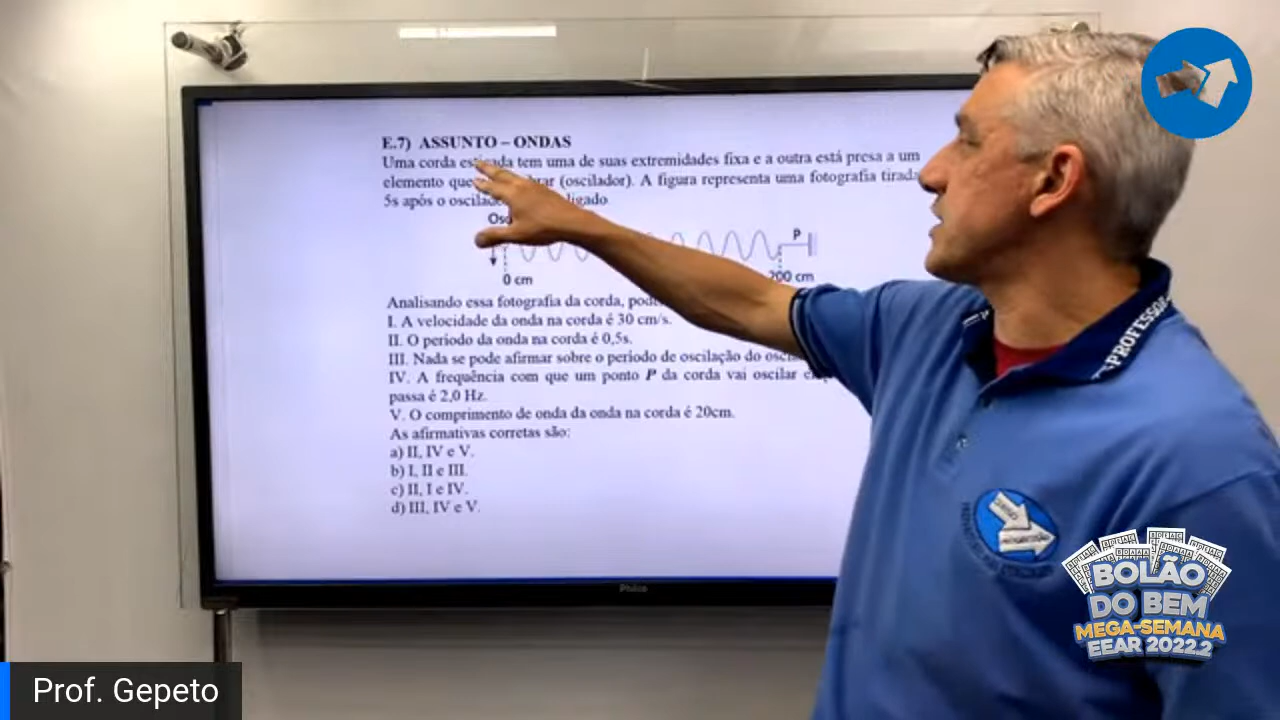 E.7) ASSUNTO – ONDAS
Uma corda esticada tem uma de suas extremidades fixa e a outra está presa a um
elemento que brar (oscilador). A figura representa uma fotografia tirada
5s após o ligado
P
0 cm
200 cm
Analisando essa fotografia da corda,
I. A velocidade da onda na corda é 30 cm/s.
II. O período da onda na corda é 0,5s.
III. Nada se pode afirmar sobre o período de oscilação do
IV. A frequência com que um ponto P da corda vai oscilar
passa é 2,0 Hz.
V. O comprimento de onda da onda na corda é 20cm.
As afirmativas corretas são:
a) II, IV e V.
b) I, II e III.
c) II, I e IV.
d) III, IV e V.
Philco
PROFESSOR
BOLÃO
DO BEM
MEGA-SEMANA
EEAR 2022.2
Prof. Gepeto